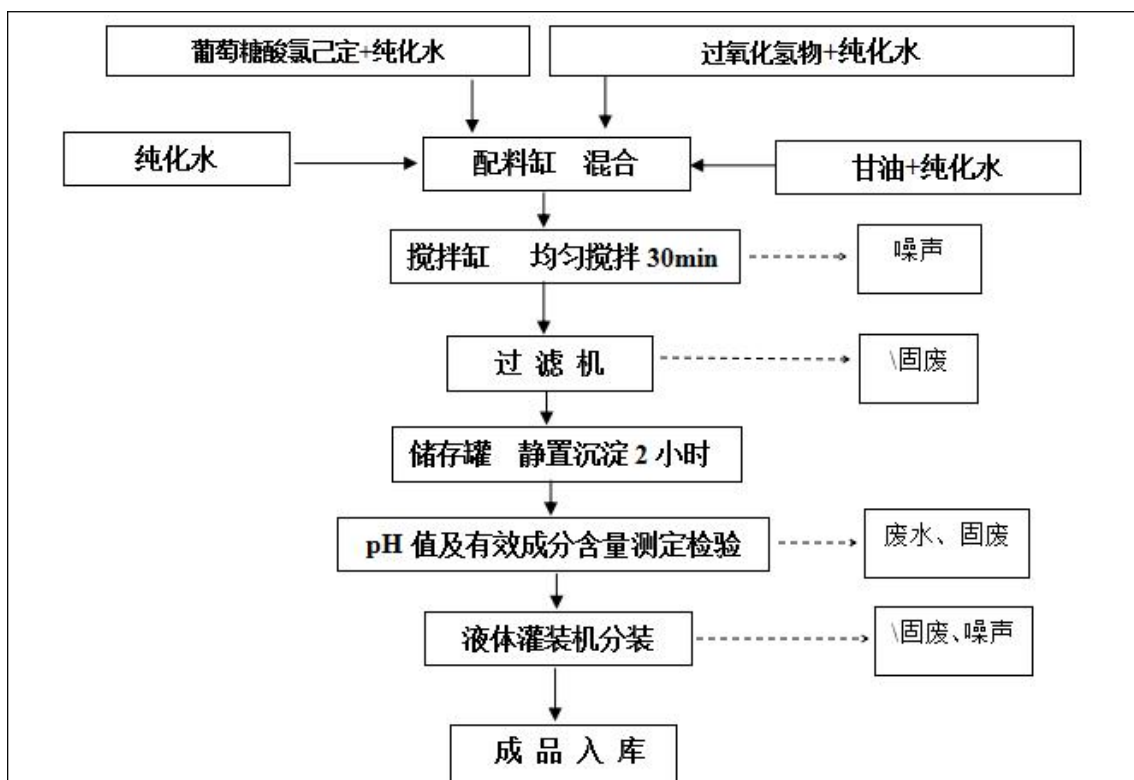 葡萄糖酸氯己定+纯化水
过氧化氢物+纯化水
纯化水
配料缸 混合
甘油+纯化水
搅拌缸 均匀搅拌 30min
噪声
过 滤 机
\固废
储存罐 静置沉淀 2 小时
pH 值及有效成分含量测定检验
废水、固废
液体灌装机分装
\固废、噪声
成 品 入 库